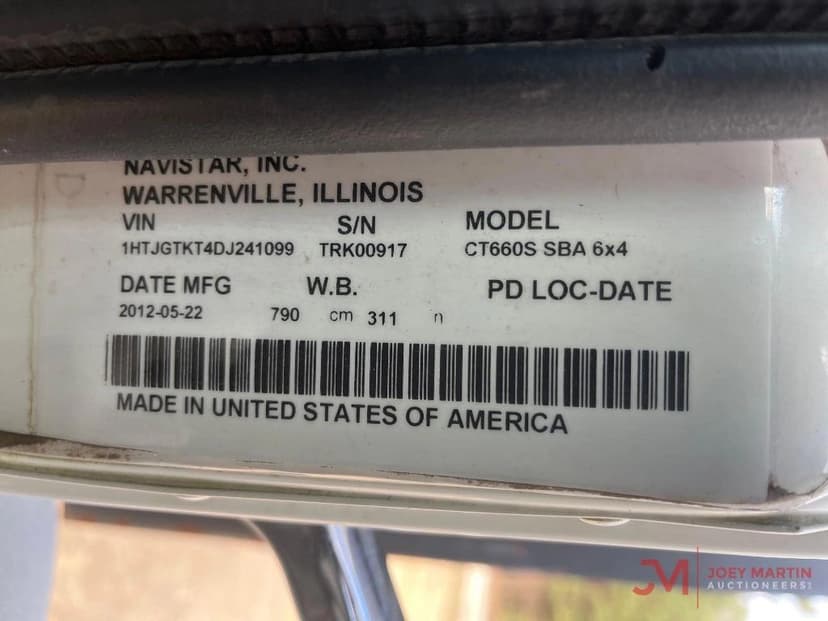 NAVISTAR, INC.
WARRENVILLE, ILLINOIS
VIN S/N MODEL
1HTJGTKT4DJ241099 TRK00917 CT660S SBA 6x4
DATE MFG W.B. PD LOC-DATE
2012-05-22 790 cm 311 n
MADE IN UNITED STATES OF AMERICA
JM JOEY MARTIN
AUCTIONEERS